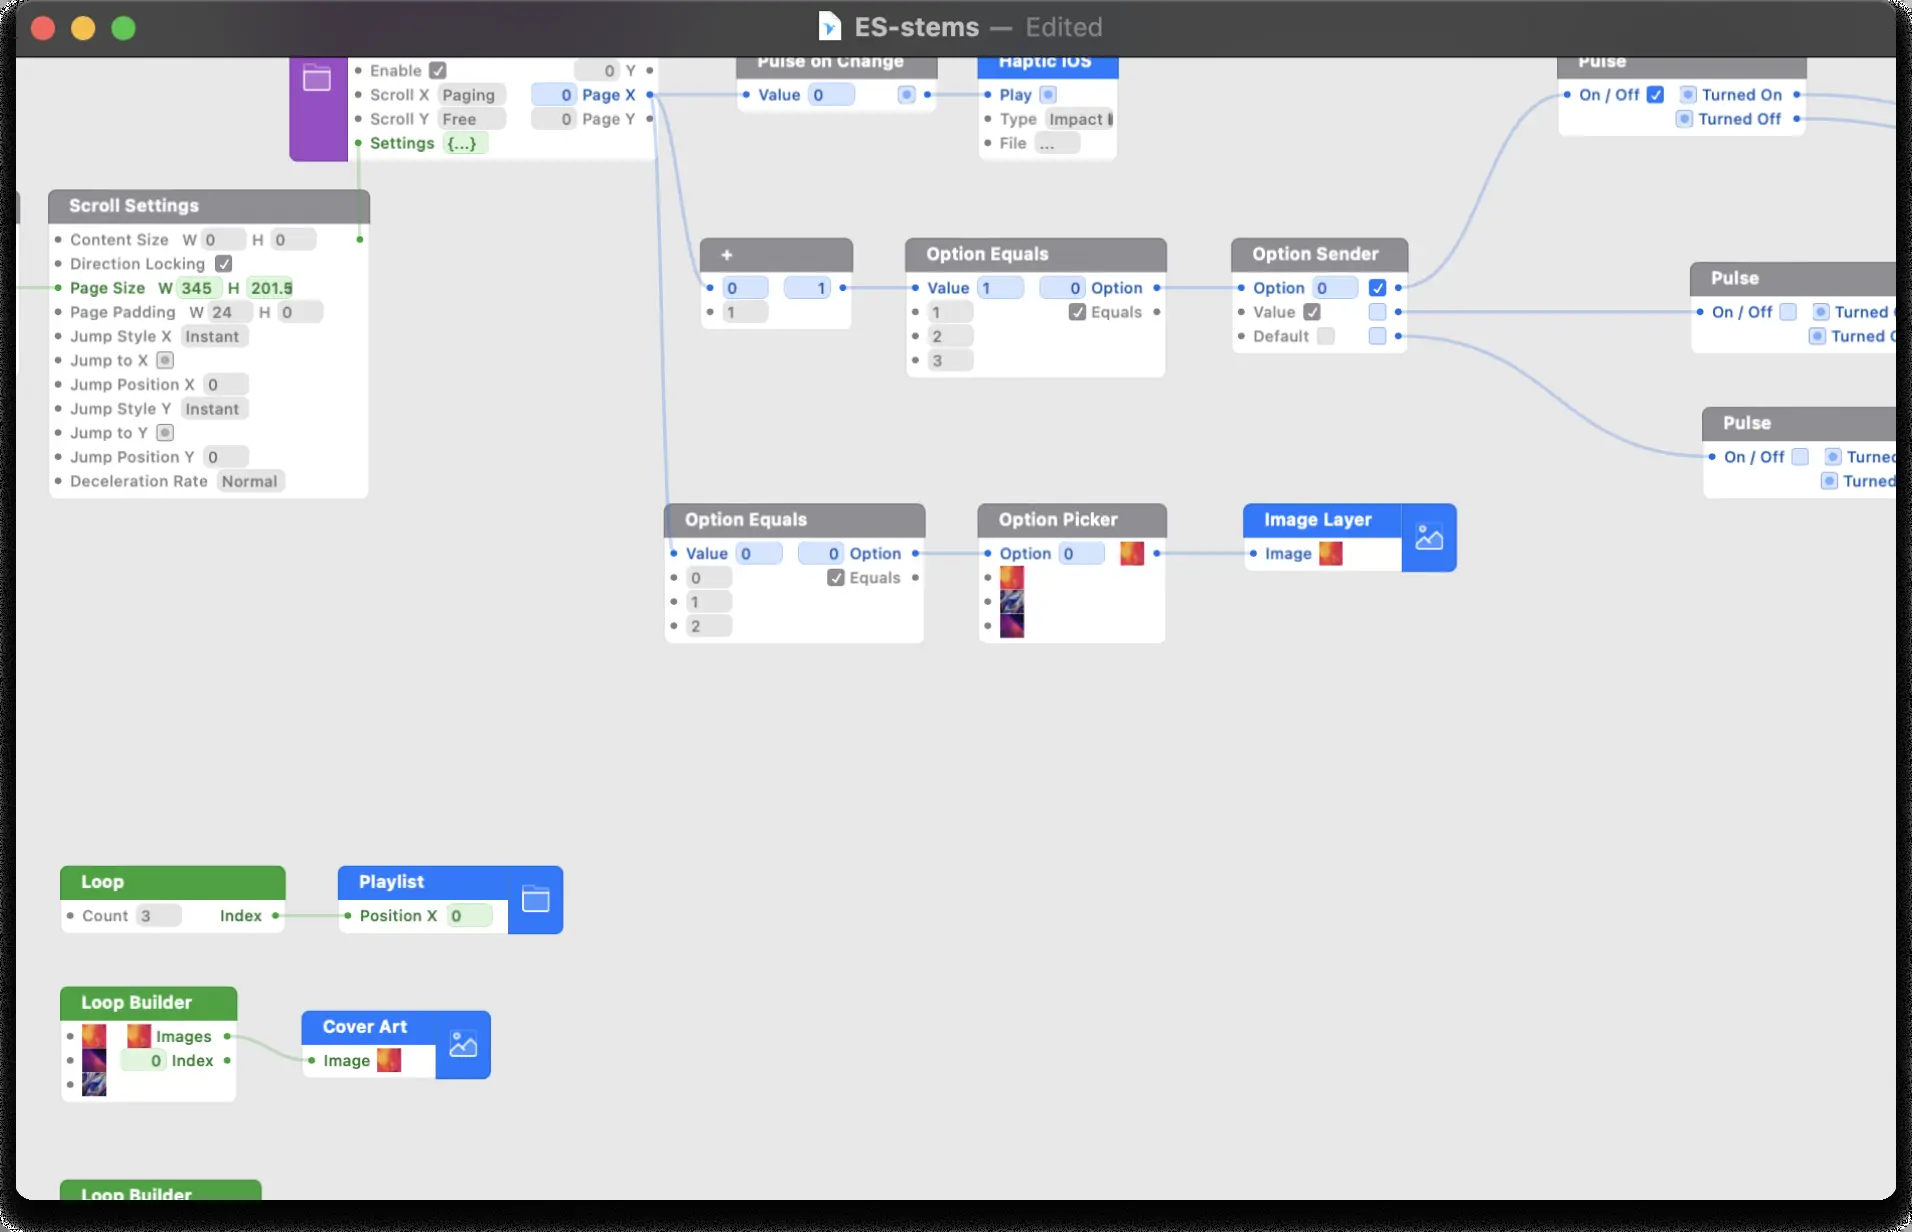 ES-stems — Edited
Enable 0 Y
Scroll X Paging 0 Page X
Scroll Y Free 0 Page Y
Settings {...}
Pulse on Change
Value 0
Haptic iOS
Play
Type Impact
File ...
Pulse
On / Off Turned On
Turned Off
Scroll Settings
Content Size W 0 H 0
Direction Locking
Page Size W 345 H 201.5
Page Padding W 24 H 0
Jump Style X Instant
Jump to X
Jump Position X 0
Jump Style Y Instant
Jump to Y
Jump Position Y 0
Deceleration Rate Normal
+
0 1
1
Option Equals
Value 1 0 Option
1 Equals
2
3
Option Sender
Option 0
Value
Default
Pulse
On / Off Turned
Turned
Pulse
On / Off Turned
Turned
Option Equals
Value 0 0 Option
0 Equals
1
2
Option Picker
Option 0
Image Layer
Image
Loop
Count 3 Index
Playlist
Position X 0
Loop Builder
Images
0 Index
Cover Art
Image
Loop Builder